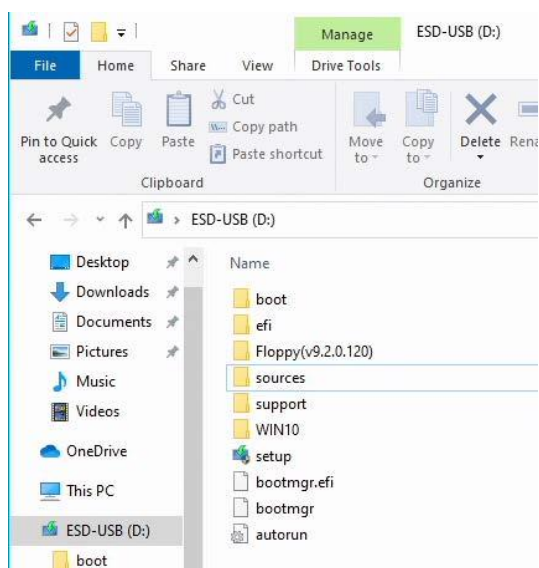 Manage
ESD-USB (D:)
File
Home
Share
View
Drive Tools
Pin to Quick access
Copy
Paste
Cut
Copy path
Paste shortcut
Move to
Copy to
Delete
Clipboard
Organize
ESD-USB (D:)
Desktop
Downloads
Documents
Pictures
Music
Videos
OneDrive
This PC
ESD-USB (D:)
boot
Name
boot
efi
Floppy(v9.2.0.120)
sources
support
WIN10
setup
bootmgr.efi
bootmgr
autorun